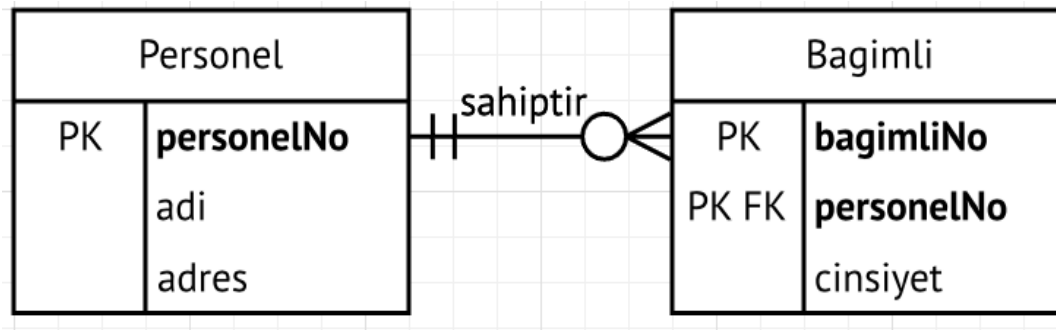 Personel
PK personelNo
adi
adres
sahiptir
Bagimli
PK bagimliNo
PK FK personelNo
cinsiyet